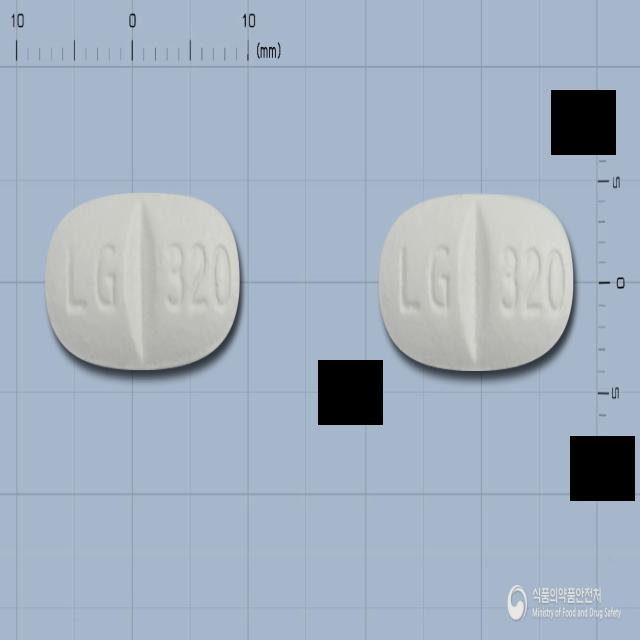 10 0 10
(mm)
5
0
5
LG 320
LG 320
식품의약품안전처
Ministry of Food and Drug Safety